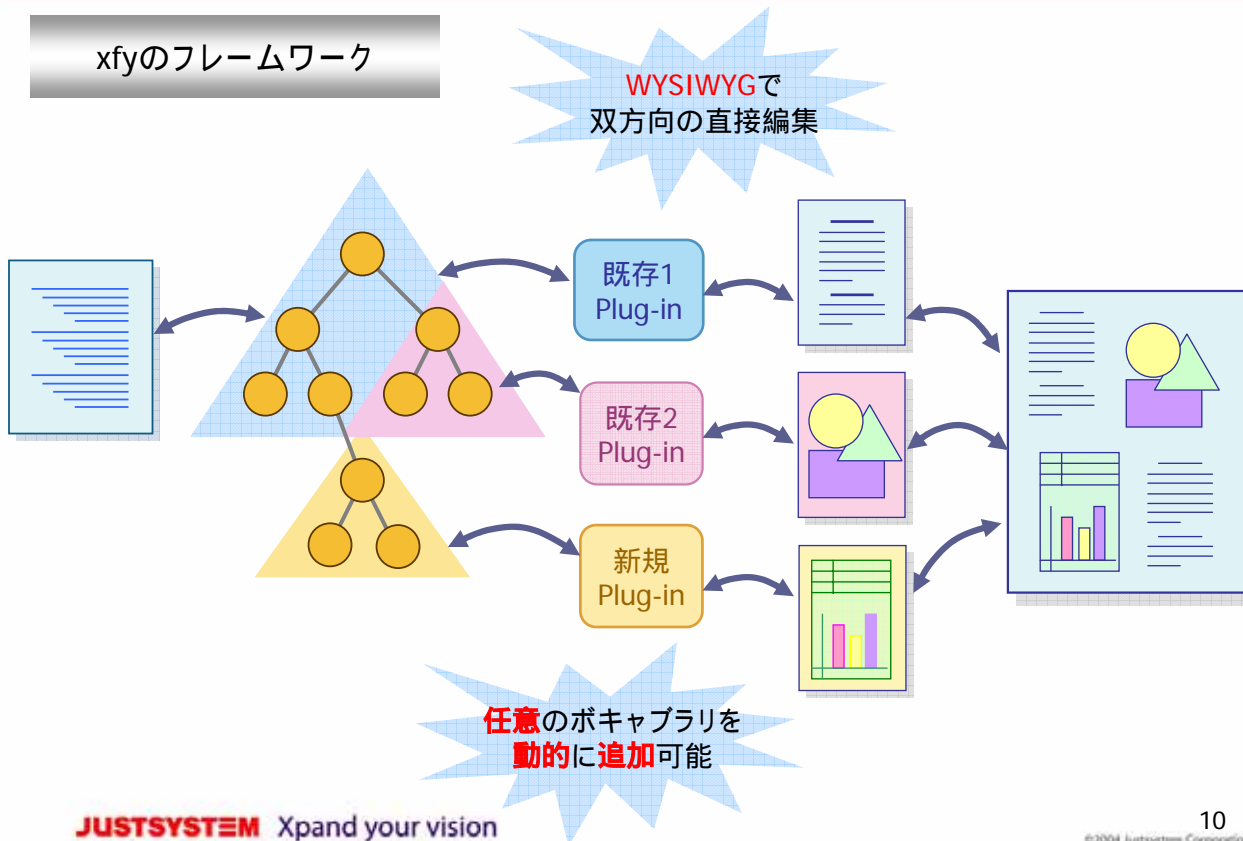 xfyのフレームワーク
WYSIWYGで
双方向の直接編集
既存1
Plug-in
既存2
Plug-in
新規
Plug-in
任意のボキャブラリを
動的に追加可能
JUSTSYSTEM Xpand your vision
10
©2004 Justsystem Corporation